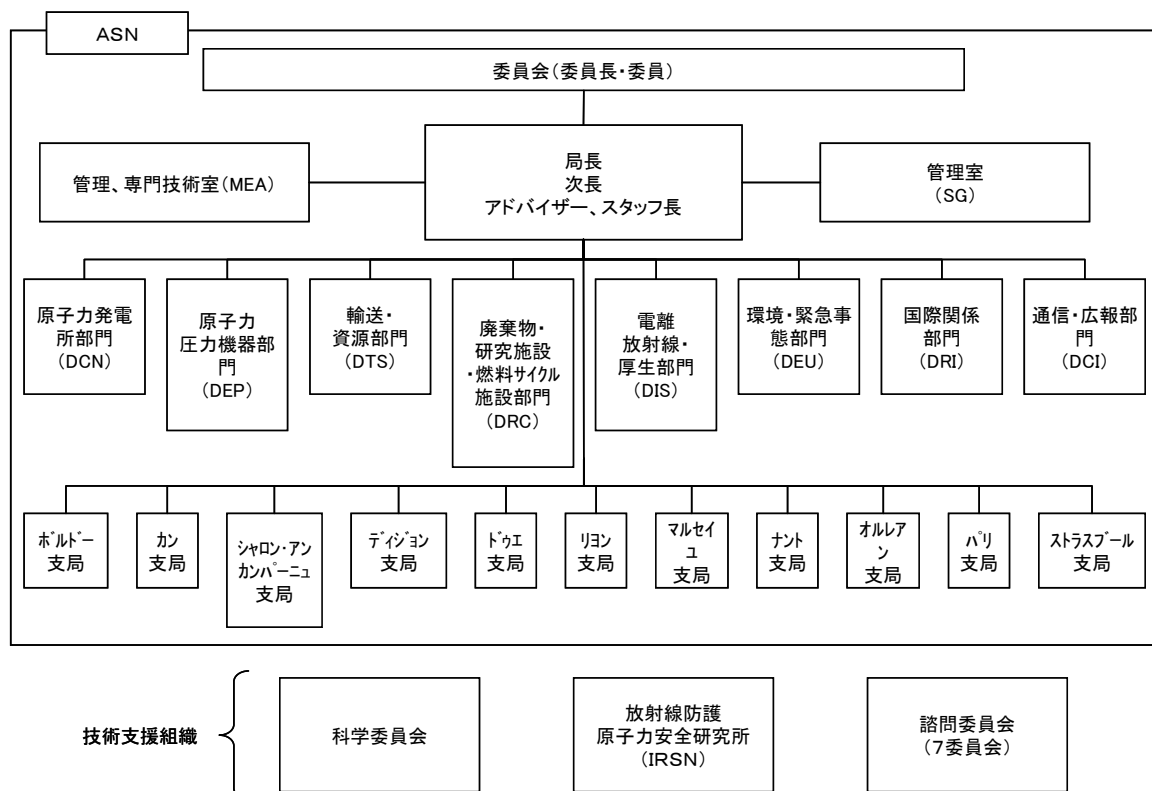 ASN
委員会(委員長・委員)
管理、専門技術室(MEA)
局長
次長
アドバイザー、スタッフ長
管理室
(SG)
原子力発電
所部門
(DCN)
原子力
圧力機器部
門
(DEP)
輸送・
資源部門
(DTS)
廃棄物・
研究施設
・燃料ｻｲｸﾙ
施設部門
(DRC)
電離
放射線・
厚生部門
(DIS)
環境・緊急事
態部門
(DEU)
国際関係
部門
(DRI)
通信・広報部
門
(DCI)
ﾎﾞﾙﾄﾞｰ
支局
ｶﾝ
支局
ｼｬﾛﾝ・ｱﾝ
ｶﾝﾊﾟｰﾆｭ
支局
ﾃﾞｨｼﾞｮﾝ
支局
ﾄﾞｩｴ
支局
ﾘﾖﾝ
支局
ﾏﾙｾｲ
ﾕ
支局
ﾅﾝﾄ
支局
ｵﾙﾚｱ
ﾝ
支局
ﾊﾟﾘ
支局
ｽﾄﾗｽﾌﾞｰﾙ
支局
技術支援組織
科学委員会
放射線防護
原子力安全研究所
(IRSN)
諮問委員会
(7委員会)